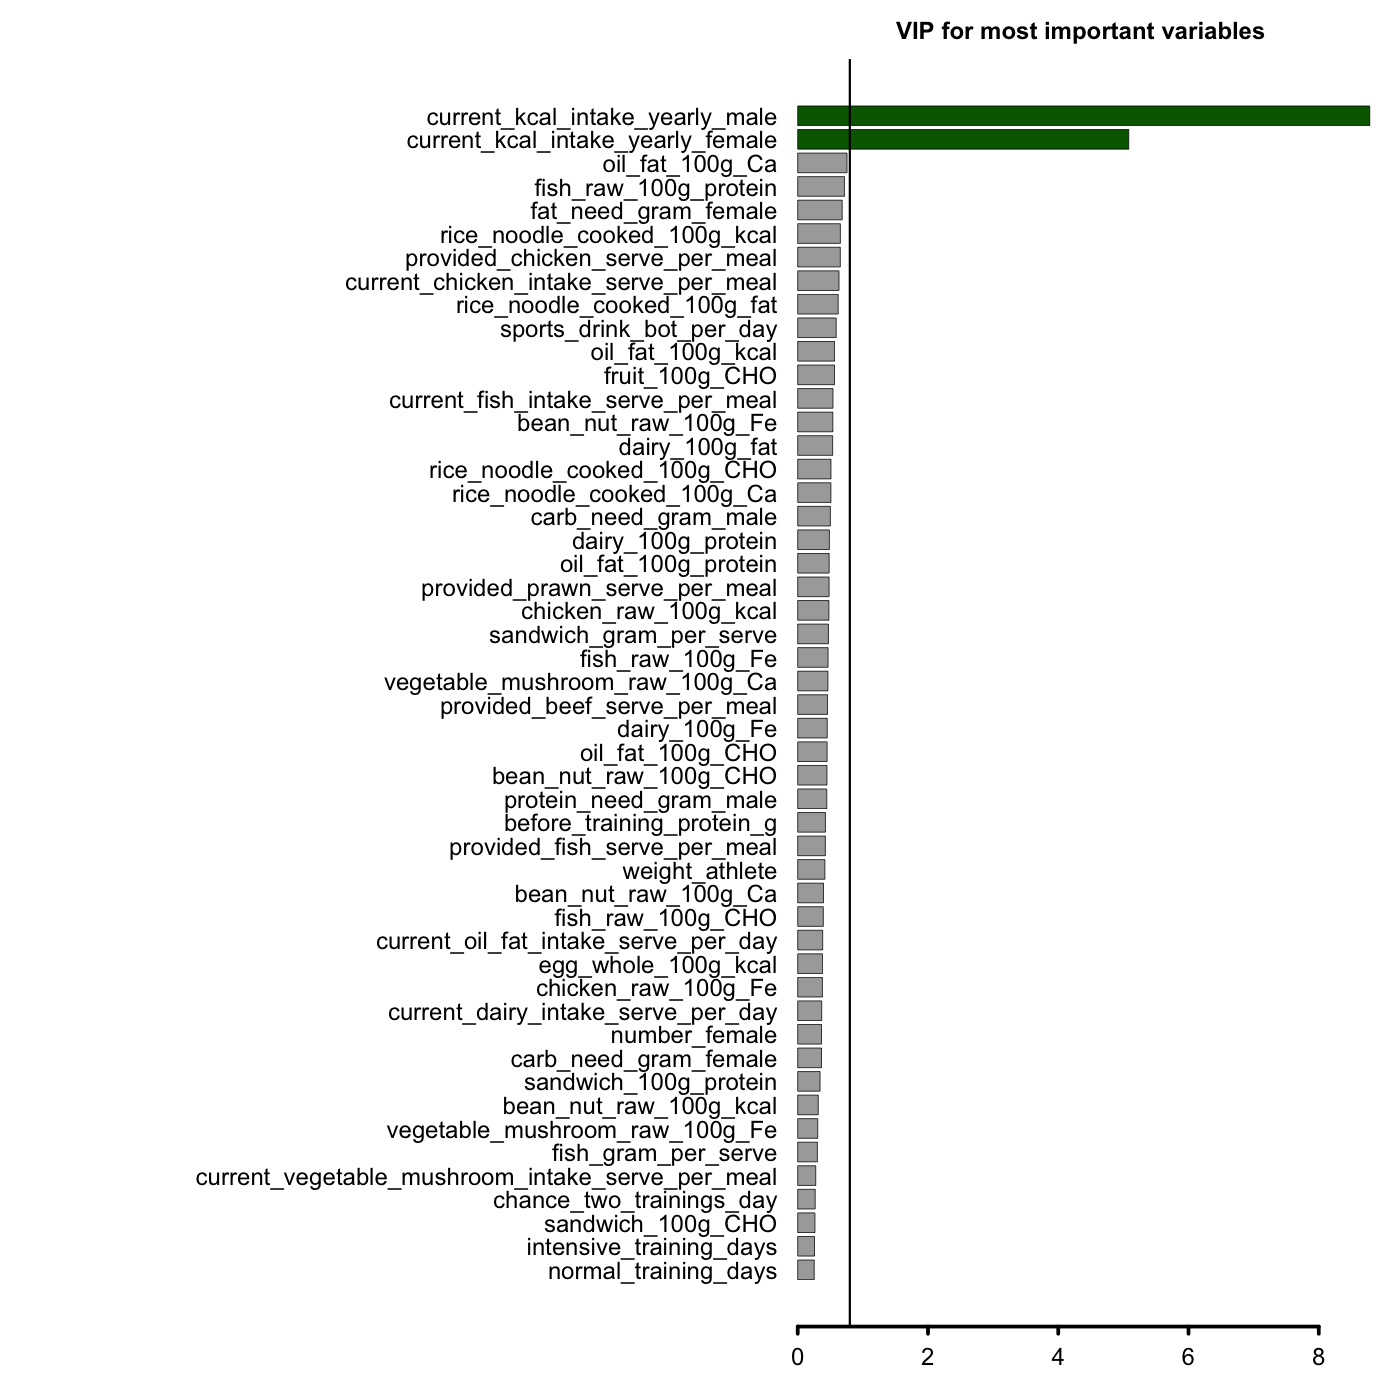 VIP for most important variables
current_kcal_intake_yearly_male
current_kcal_intake_yearly_female
oil_fat_100g_Ca
fish_raw_100g_protein
fat_need_gram_female
rice_noodle_cooked_100g_kcal
provided_chicken_serve_per_meal
current_chicken_intake_serve_per_meal
rice_noodle_cooked_100g_fat
sports_drink_bot_per_day
oil_fat_100g_kcal
fruit_100g_CHO
current_fish_intake_serve_per_meal
bean_nut_raw_100g_Fe
dairy_100g_fat
rice_noodle_cooked_100g_CHO
rice_noodle_cooked_100g_Ca
carb_need_gram_male
dairy_100g_protein
oil_fat_100g_protein
provided_prawn_serve_per_meal
chicken_raw_100g_kcal
sandwich_gram_per_serve
fish_raw_100g_Fe
vegetable_mushroom_raw_100g_Ca
provided_beef_serve_per_meal
dairy_100g_Fe
oil_fat_100g_CHO
bean_nut_raw_100g_CHO
protein_need_gram_male
before_training_protein_g
provided_fish_serve_per_meal
weight_athlete
bean_nut_raw_100g_Ca
fish_raw_100g_CHO
current_oil_fat_intake_serve_per_day
egg_whole_100g_kcal
chicken_raw_100g_Fe
current_dairy_intake_serve_per_day
number_female
carb_need_gram_female
sandwich_100g_protein
bean_nut_raw_100g_kcal
vegetable_mushroom_raw_100g_Fe
fish_gram_per_serve
current_vegetable_mushroom_intake_serve_per_meal
chance_two_trainings_day
sandwich_100g_CHO
intensive_training_days
normal_training_days
0 2 4 6 8